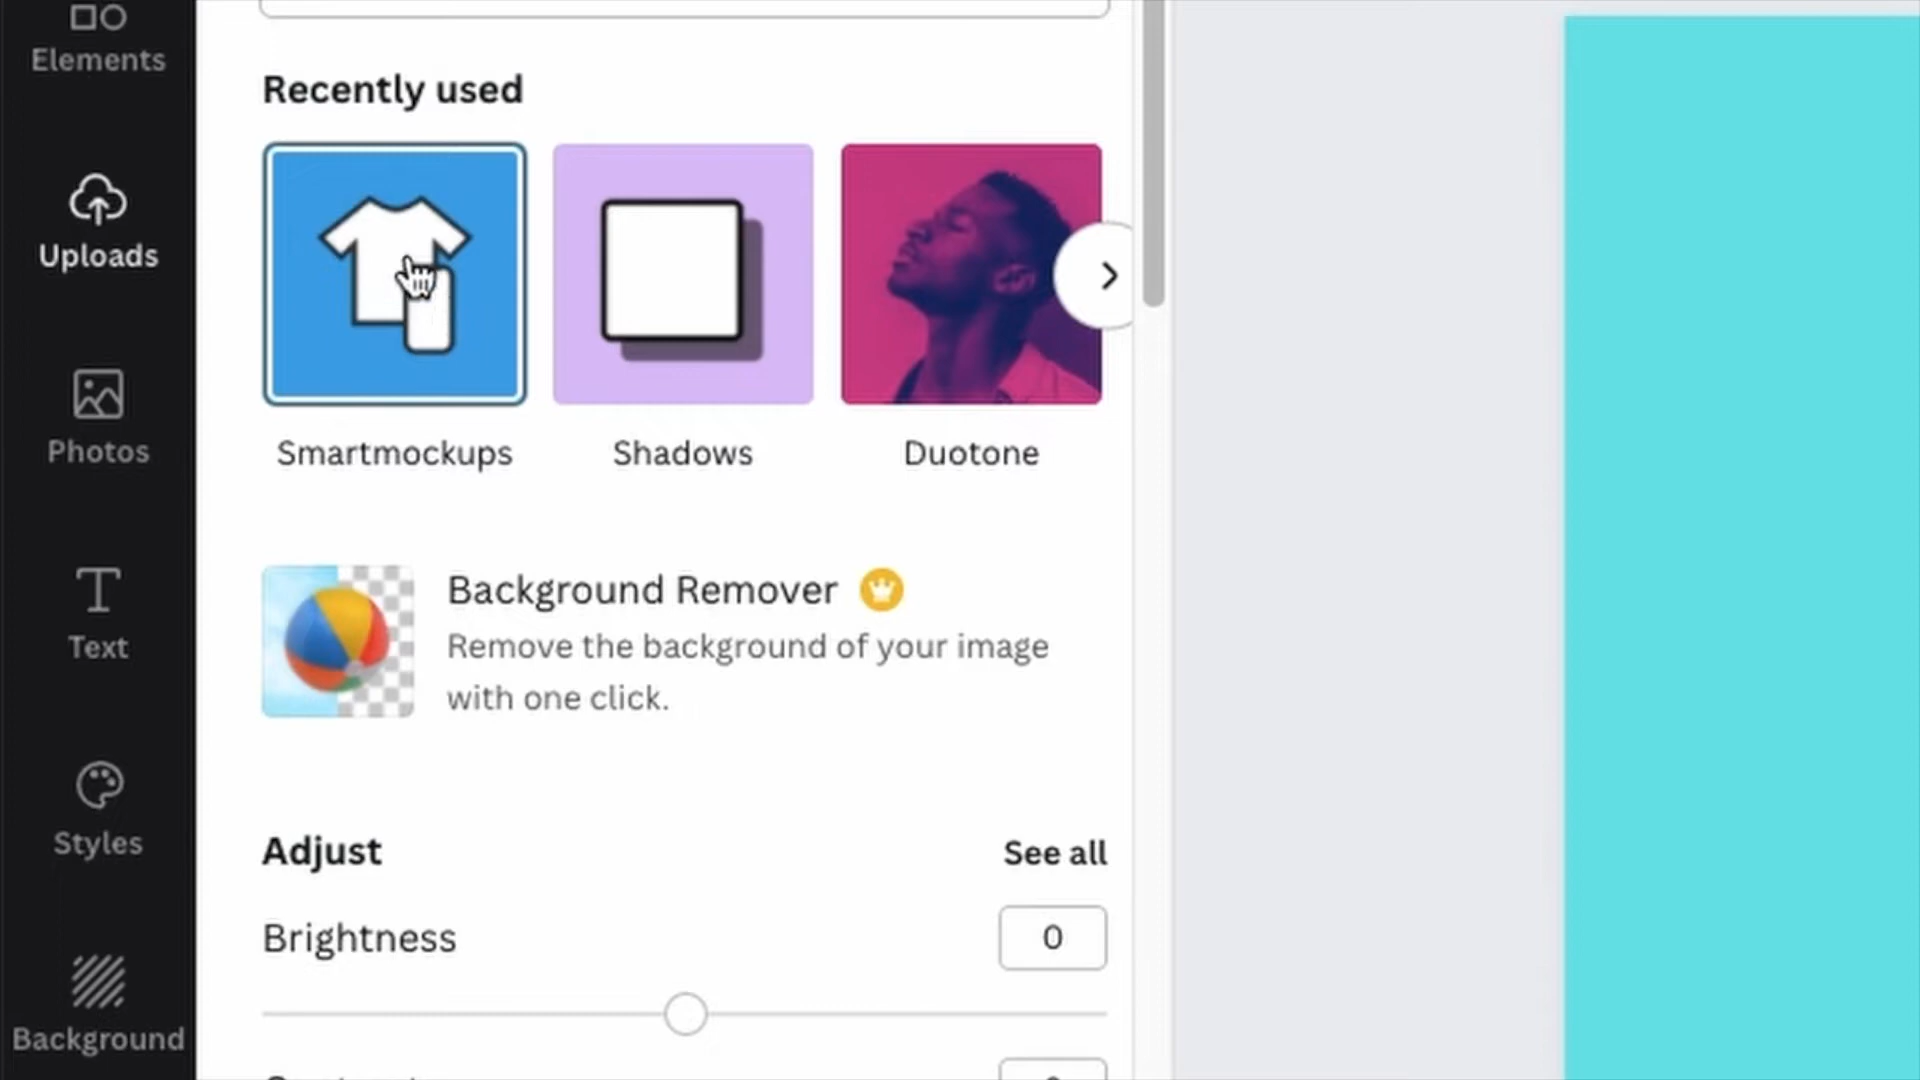 Elements
Uploads
Photos
Text
Styles
Background
Recently used
Smartmockups
Shadows
Duotone
Background Remover
Remove the background of your image
with one click.
Adjust
See all
Brightness
0